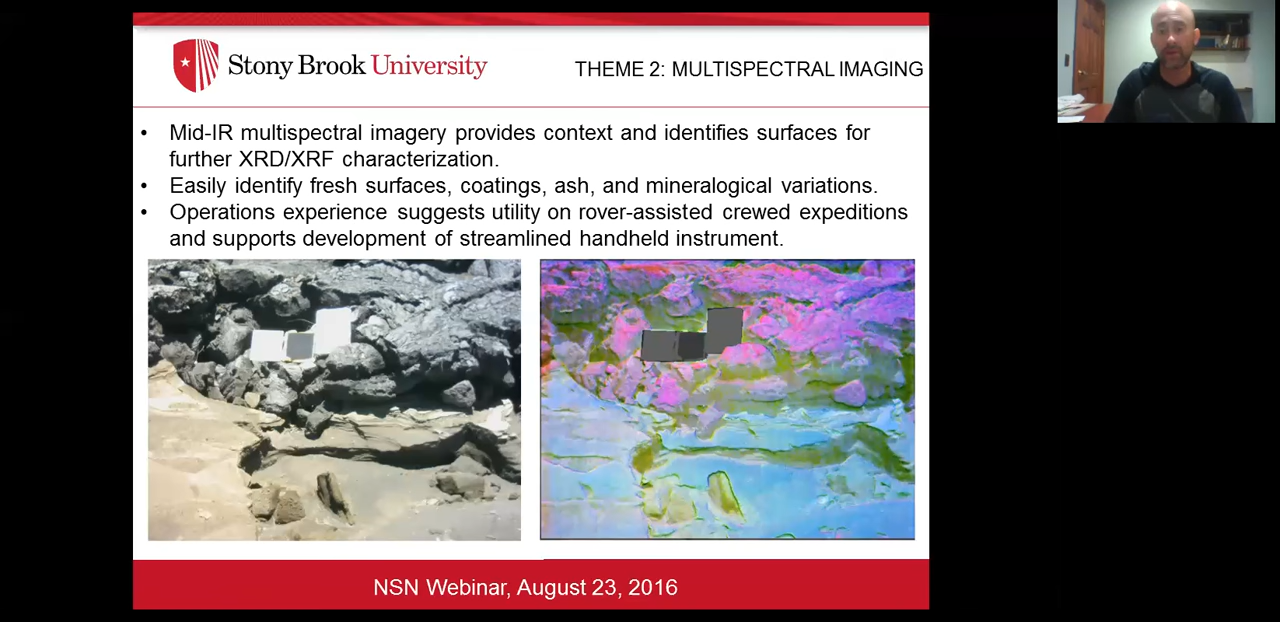 Stony Brook University
THEME 2: MULTISPECTRAL IMAGING
• Mid-IR multispectral imagery provides context and identifies surfaces for
further XRD/XRF characterization.
• Easily identify fresh surfaces, coatings, ash, and mineralogical variations.
• Operations experience suggests utility on rover-assisted crewed expeditions
and supports development of streamlined handheld instrument.
NSN Webinar, August 23, 2016